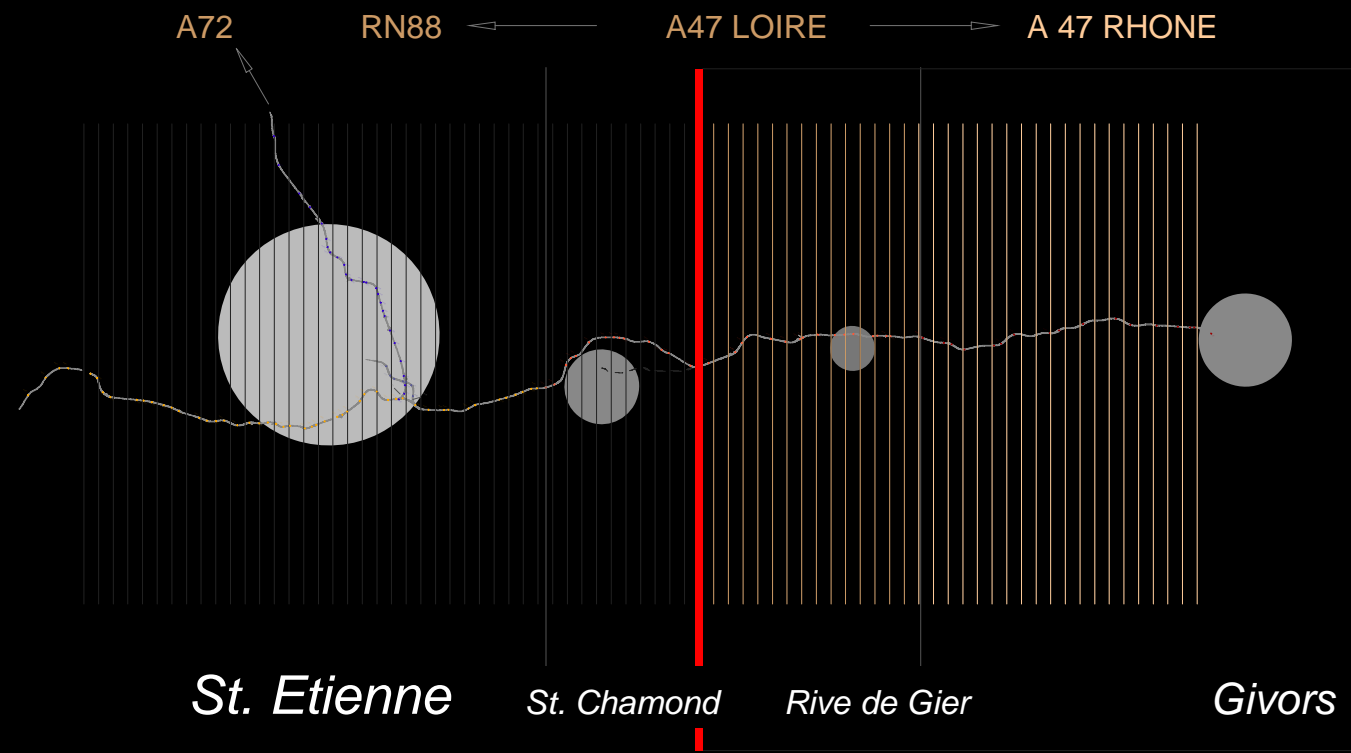 A72 RN88 A47 LOIRE A 47 RHONE
St. Etienne St. Chamond Rive de Gier Givors